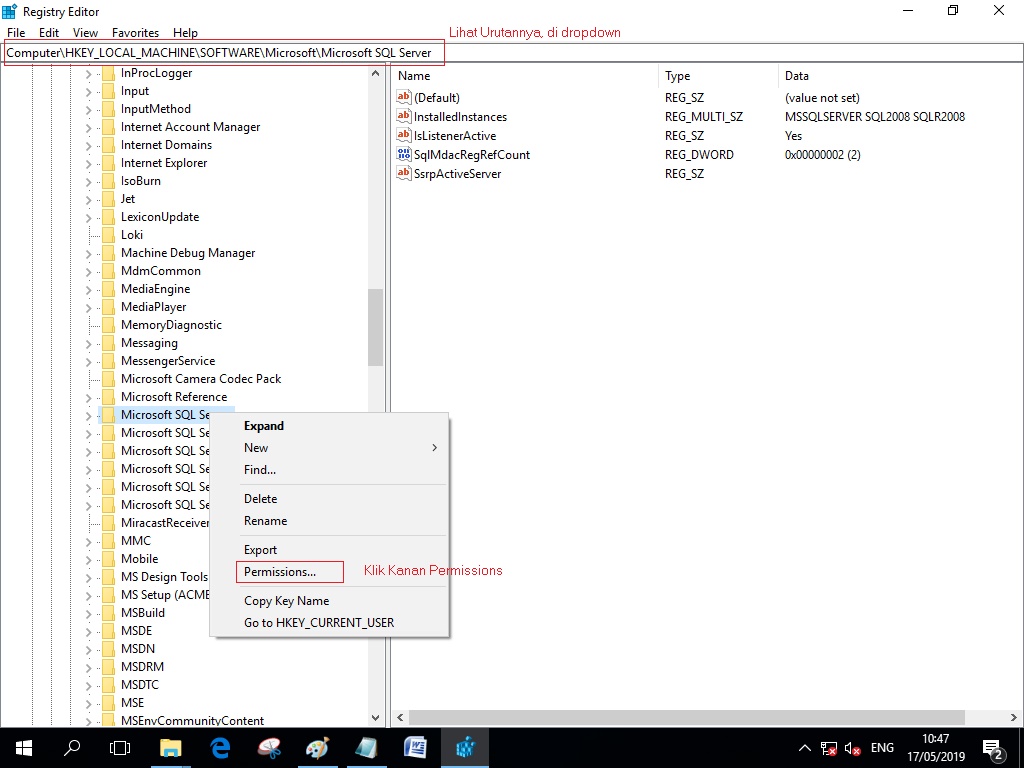 Registry Editor
File Edit View Favorites Help
Lihat Urutannya, di dropdown
Computer\HKEY_LOCAL_MACHINE\SOFTWARE\Microsoft\Microsoft SQL Server
InProcLogger
Input
InputMethod
Internet Account Manager
Internet Domains
Internet Explorer
IsoBurn
Jet
LexiconUpdate
Loki
Machine Debug Manager
MdmCommon
MediaEngine
MediaPlayer
MemoryDiagnostic
Messaging
MessengerService
Microsoft Camera Codec Pack
Microsoft Reference
Microsoft SQL Se
Microsoft SQL Se
Microsoft SQL Se
Microsoft SQL Se
Microsoft SQL Se
Microsoft SQL Se
MiracastReceiver
MMC
Mobile
MS Design Tools
MS Setup (ACME
MSBuild
MSDE
MSDN
MSDRM
MSDTC
MSE
MSEnvCommunityContent
Expand
New
Find...
Delete
Rename
Export
Permissions...
Klik Kanan Permissions
Copy Key Name
Go to HKEY_CURRENT_USER
Name Type Data
(Default) REG_SZ (value not set)
InstalledInstances REG_MULTI_SZ MSSQLSERVER SQL2008 SQLR2008
IsListenerActive REG_SZ Yes
SqlMdacRegRefCount REG_DWORD 0x00000002 (2)
SsrpActiveServer REG_SZ
ENG
10:47
17/05/2019
2